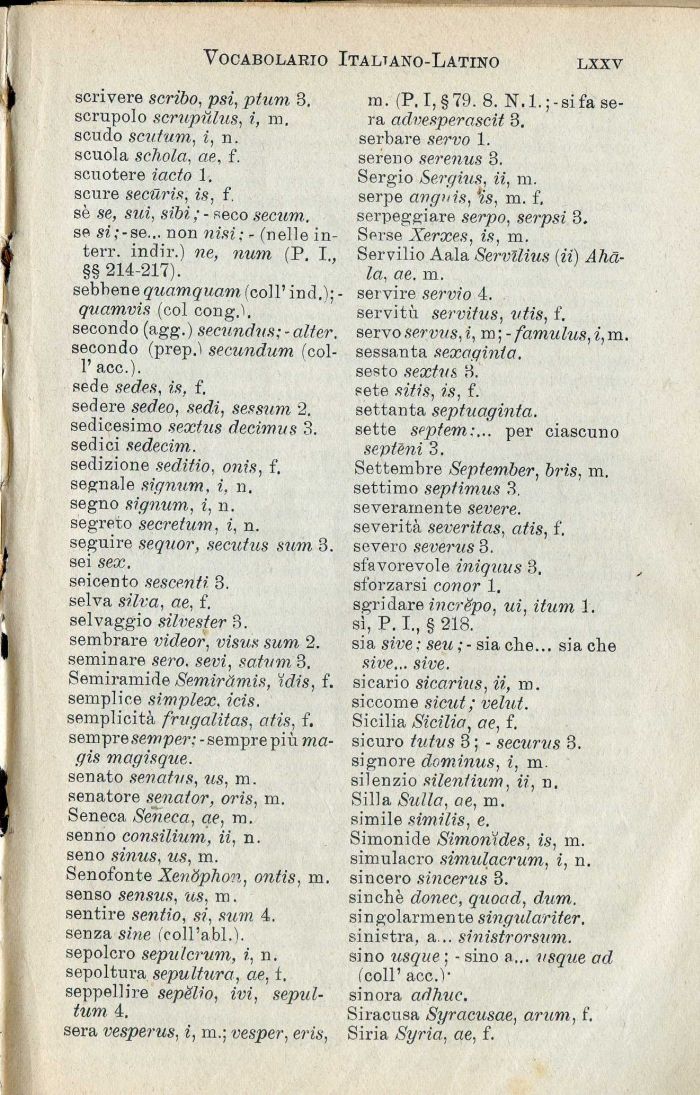 VOCABOLARIO ITALIANO-LATINO LXXV
scrivere scribo, psi, ptum 3.
scrupolo scrupŭlus, i, m.
scudo scutum, i, n.
scuola schola, ae, f.
scuotere iacto 1.
scure secūris, is, f.
sè se, sui, sibi; - seco secum.
se si; - se... non nisi; - (nelle in-
terr. indir.) ne, num (P. I.,
§§ 214-217).
sebbene quamquam (coll' ind.); -
quamvis (col cong.).
secondo (agg.) secundus; - alter.
secondo (prep.) secundum (col-
l' acc.).
sede sedes, is, f.
sedere sedeo, sedi, sessum 2.
sedicesimo sextus decimus 3.
sedici sedecim.
sedizione seditio, onis, f.
segnale signum, i, n.
segno signum, i, n.
segreto secretum, i, n.
seguire sequor, secutus sum 3.
sei sex.
seicento sescenti 3.
selva silva, ae, f.
selvaggio silvester 3.
sembrare videor, visus sum 2.
seminare sero, sevi, satum 3.
Semiramide Semirămis, ĭdis, f.
semplice simplex, icis.
semplicità frugalitas, atis, f.
sempre semper; - sempre più ma-
gis magisque.
senato senatus, us, m.
senatore senator, oris, m.
Seneca Senĕca, ae, m.
senno consilium, ii, n.
seno sinus, us, m.
Senofonte Xenŏphon, ontis, m.
senso sensus, us, m.
sentire sentio, si, sum 4.
senza sine (coll'abl.).
sepolcro sepulcrum, i, n.
sepoltura sepultura, ae, f.
seppellire sepĕlio, ivi, sepul-
tum 4.
sera vesperus, i, m.; vesper, eris,
m. (P. I, § 79. 8. N. 1.; - si fa se-
ra advesperascit 3.
serbare servo 1.
sereno serenus 3.
Sergio Sergius, ii, m.
serpe anguis, is, m. f.
serpeggiare serpo, serpsi 3.
Serse Xerxes, is, m.
Servilio Aala Servīlius (ii) Ahā-
la, ae. m.
servire servio 4.
servitù servitus, utis, f.
servo servus, i, m; - famulus, i, m.
sessanta sexaginta.
sesto sextus 3.
sete sitis, is, f.
settanta septuaginta.
sette septem:... per ciascuno
septēni 3.
Settembre September, bris, m.
settimo septimus 3.
severamente severe.
severità severitas, atis, f.
severo severus 3.
sfavorevole iniquus 3.
sforzarsi conor 1.
sgridare incrĕpo, ui, itum 1.
sì, P. I., § 218.
sia sive; seu; - sia che... sia che
sive... sive.
sicario sicarius, ii, m.
siccome sicut; velut.
Sicilia Sicilia, ae, f.
sicuro tutus 3; - securus 3.
signore dominus, i, m.
silenzio silentium, ii, n.
Silla Sulla, ae, m.
simile similis, e.
Simonide Simonĭdes, is, m.
simulacro simulacrum, i, n.
sincero sincerus 3.
sinchè donec, quoad, dum.
singolarmente singulariter.
sinistra, a... sinistrorsum.
sino usque; - sino a... usque ad
(coll' acc.).
sinora adhuc.
Siracusa Syracusae, arum, f.
Siria Syria, ae, f.